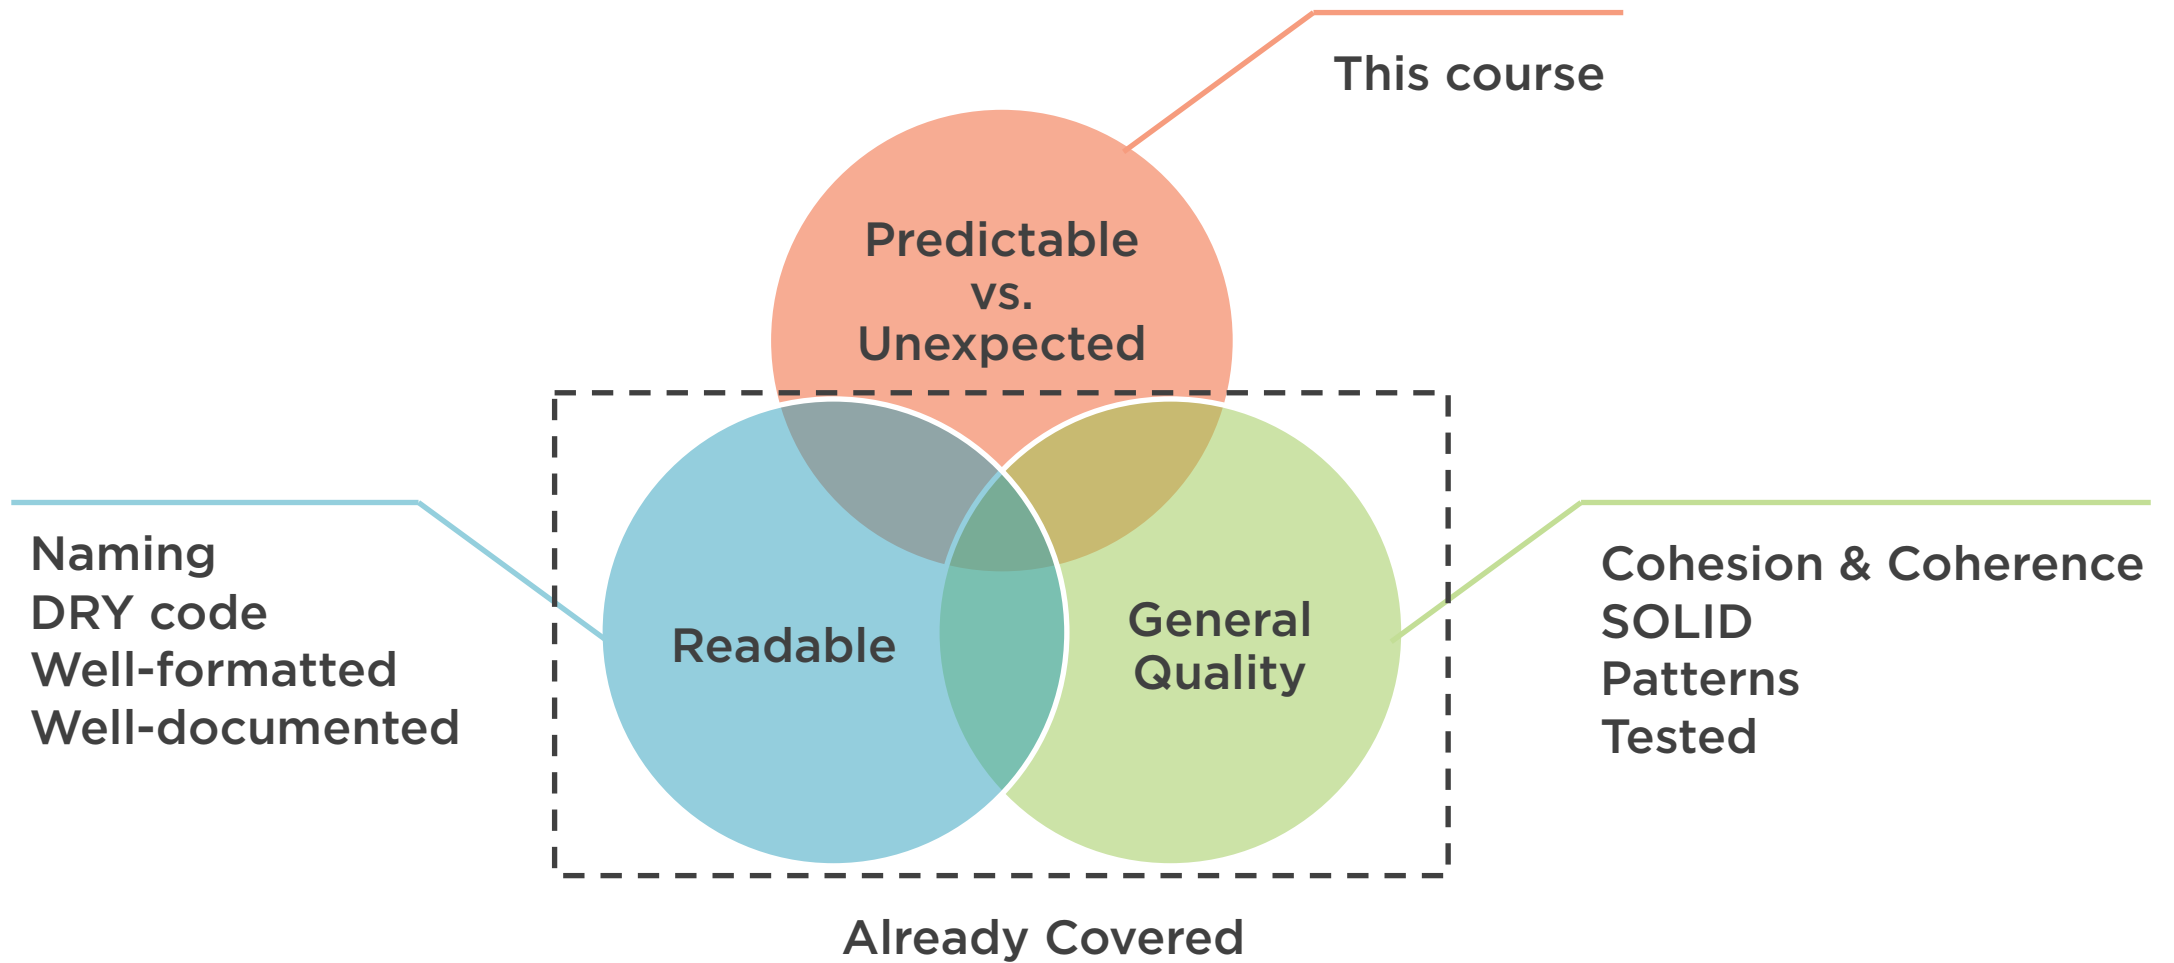 This course
Predictable
vs.
Unexpected
Naming
DRY code
Well-formatted
Well-documented
Readable
General
Quality
Cohesion & Coherence
SOLID
Patterns
Tested
Already Covered